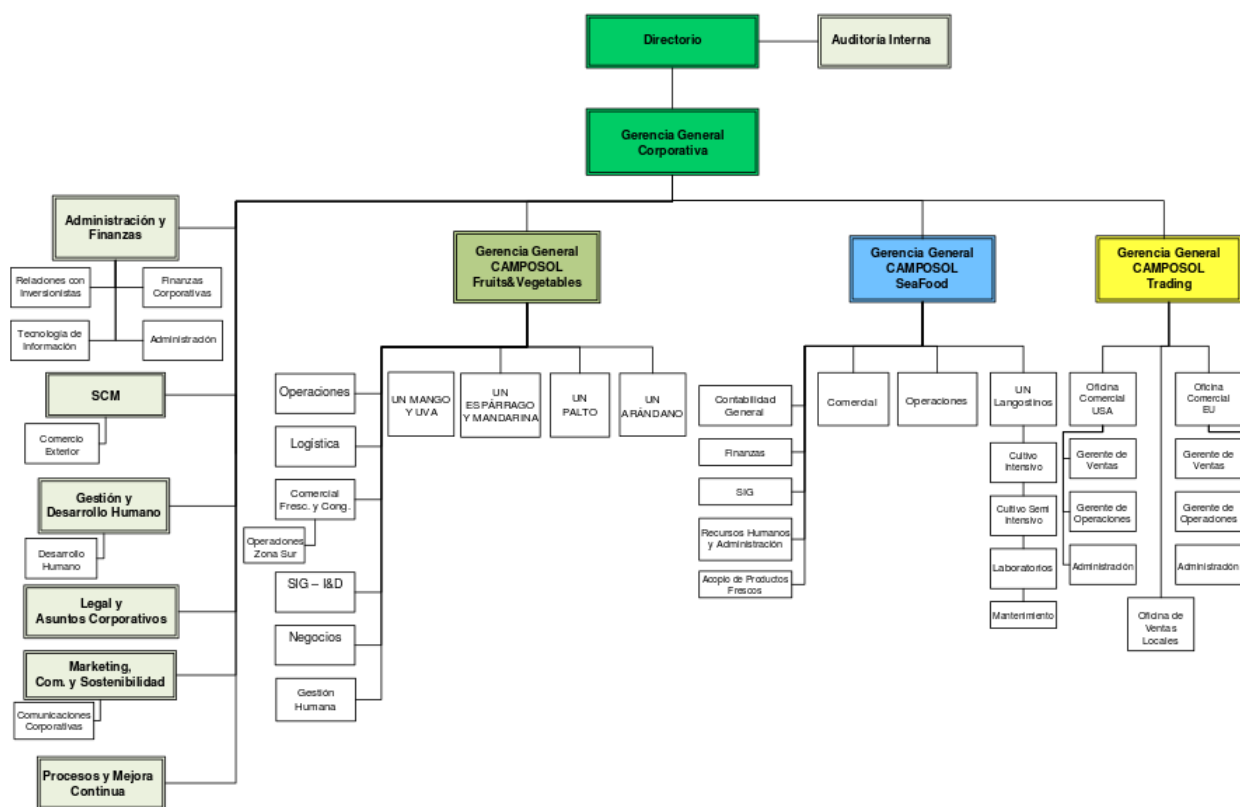 Directorio
Auditoría Interna
Gerencia General
Corporativa
Administración y
Finanzas
Relaciones con
Inversionistas
Finanzas
Corporativas
Tecnología de
Información
Administración
SCM
Comercio
Exterior
Gestión y
Desarrollo Humano
Desarrollo
Humano
Legal y
Asuntos Corporativos
Marketing,
Com. y Sostenibilidad
Comunicaciones
Corporativas
Procesos y Mejora
Continua
Gerencia General
CAMPOSOL
Fruits&Vegetables
Operaciones
Logística
Comercial
Fresc. y Cong.
Operaciones
Zona Sur
SIG – I&D
Negocios
Gestión
Humana
UN MANGO
Y UVA
UN
ESPÁRRAGO
Y MANDARINA
UN
PALTO
UN
ARÁNDANO
Gerencia General
CAMPOSOL
SeaFood
Contabilidad
General
Finanzas
SIG
Recursos Humanos
y Administración
Acopio de Productos
Frescos
Comercial
Operaciones
UN
Langostinos
Cultivo
Intensivo
Cultivo Semi
Intensivo
Laboratorios
Mantenimiento
Gerencia General
CAMPOSOL
Trading
Oficina
Comercial
USA
Gerente de
Ventas
Gerente de
Operaciones
Administración
Oficina de
Ventas
Locales
Oficina
Comercial
EU
Gerente de
Ventas
Gerente de
Operaciones
Administración